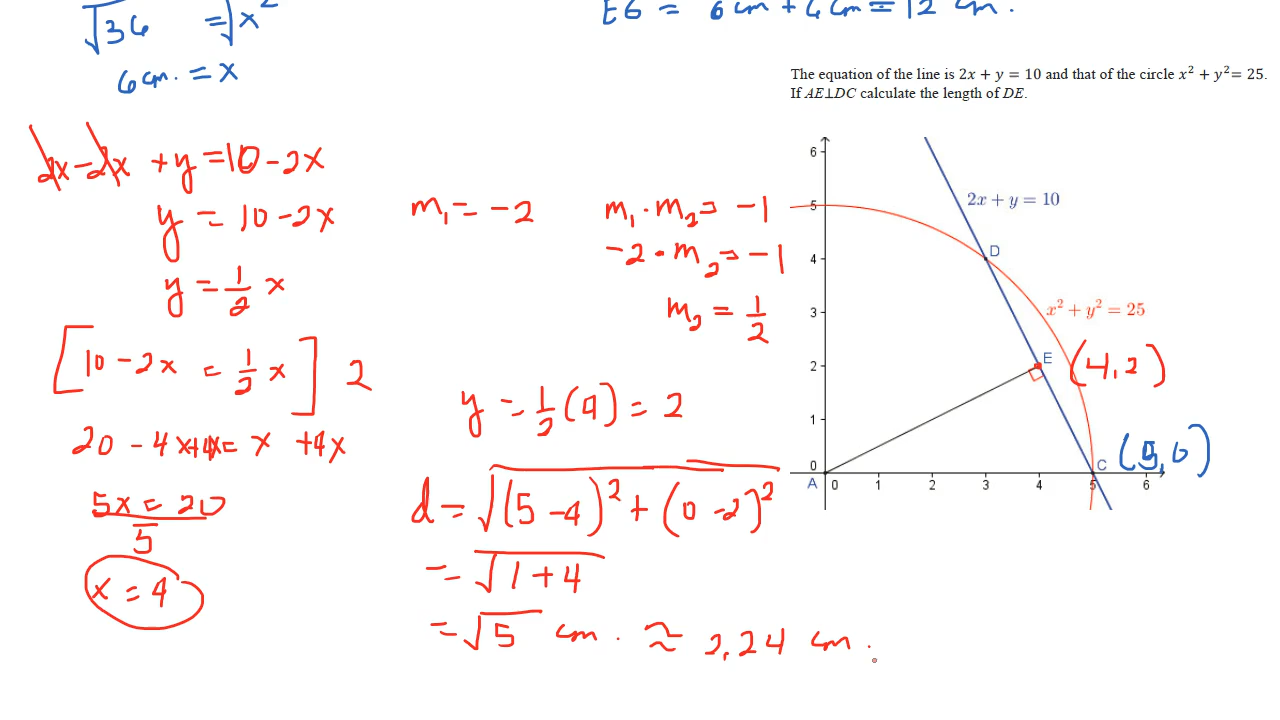 √36 = √x²
6 cm. = x
EG = 6 cm + 6 cm = 12 cm.
The equation of the line is 2x + y = 10 and that of the circle x² + y² = 25.
If AE⊥DC calculate the length of DE.
2x - 2x + y = 10 - 2x
y = 10 - 2x
y = 1/2 x
[10 - 2x = 1/2 x] 2
20 - 4x+4x = x + 4x
5x = 20
5
x = 4
m₁ = -2
m₁ · m₂ = -1
-2 · m₂ = -1
m₂ = 1/2
y = 1/2 (4) = 2
d = √(5 - 4)² + (0 - 2)²
= √1 + 4
= √5 cm. ≈ 2.24 cm.
6
5
4
3
2
1
0
2x + y = 10
D
x² + y² = 25
E
(4,2)
C
(5,0)
A
0 1 2 3 4 5 6